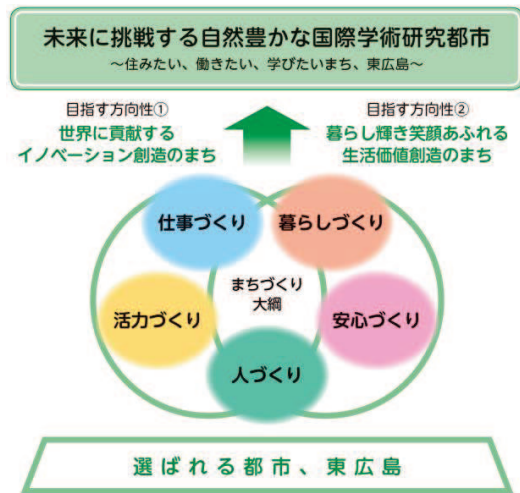 未来に挑戦する自然豊かな国際学術研究都市
～住みたい、働きたい、学びたいまち、東広島～
目指す方向性①
世界に貢献する
イノベーション創造のまち
目指す方向性②
暮らし輝き笑顔あふれる
生活価値創造のまち
仕事づくり
暮らしづくり
まちづくり
大綱
活力づくり
安心づくり
人づくり
選ばれる都市、東広島